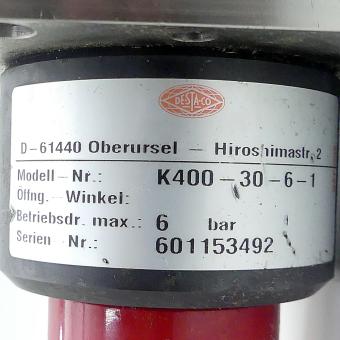 DESTACO
D-61440 Oberursel - Hiroshimastr. 2
Modell-Nr.: K400-30-6-1
Öffng.-Winkel:
Betriebsdr. max.: 6 bar
Serien-Nr.: 601153492